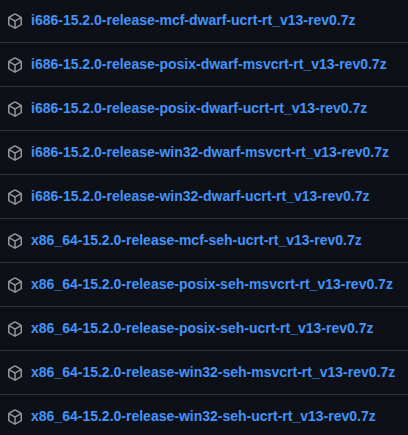 i686-15.2.0-release-mcf-dwarf-ucrt-rt_v13-rev0.7z
i686-15.2.0-release-posix-dwarf-msvcrt-rt_v13-rev0.7z
i686-15.2.0-release-posix-dwarf-ucrt-rt_v13-rev0.7z
i686-15.2.0-release-win32-dwarf-msvcrt-rt_v13-rev0.7z
i686-15.2.0-release-win32-dwarf-ucrt-rt_v13-rev0.7z
x86_64-15.2.0-release-mcf-seh-ucrt-rt_v13-rev0.7z
x86_64-15.2.0-release-posix-seh-msvcrt-rt_v13-rev0.7z
x86_64-15.2.0-release-posix-seh-ucrt-rt_v13-rev0.7z
x86_64-15.2.0-release-win32-seh-msvcrt-rt_v13-rev0.7z
x86_64-15.2.0-release-win32-seh-ucrt-rt_v13-rev0.7z